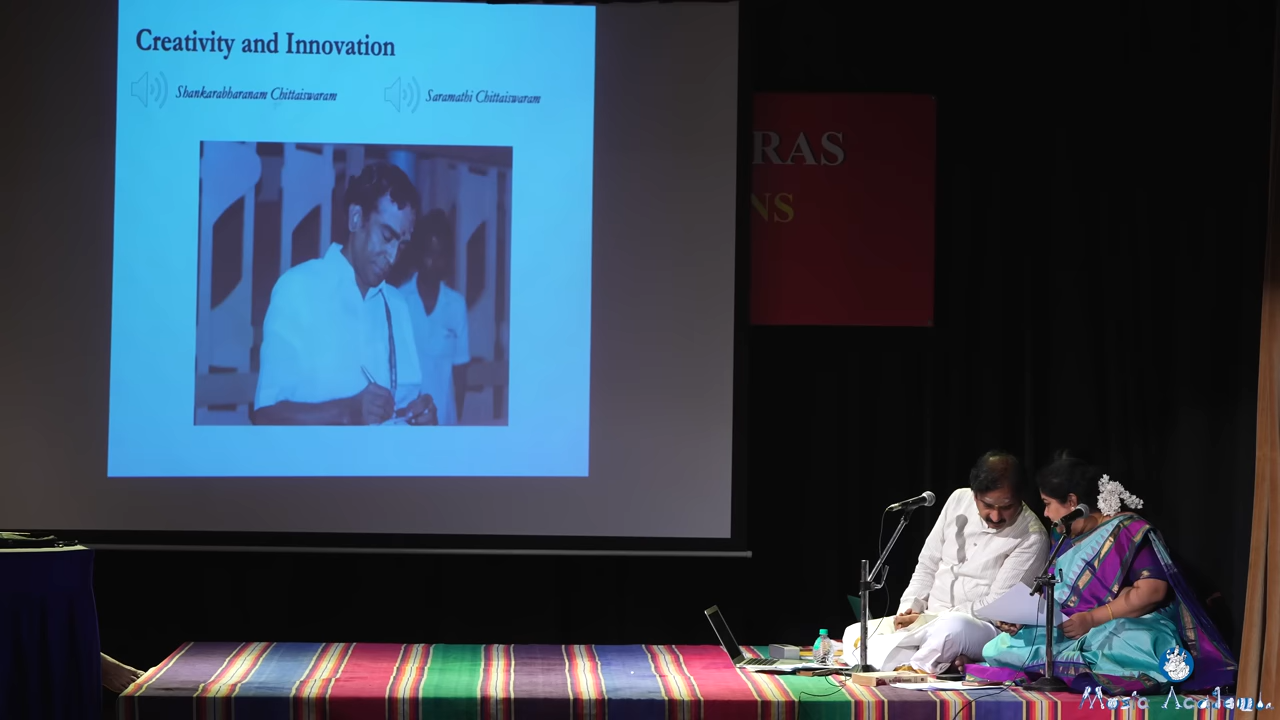 Creativity and Innovation
Shankarabharanam Chittaiswaram
Saramathi Chittaiswaram
RAS
NS
Music Academy